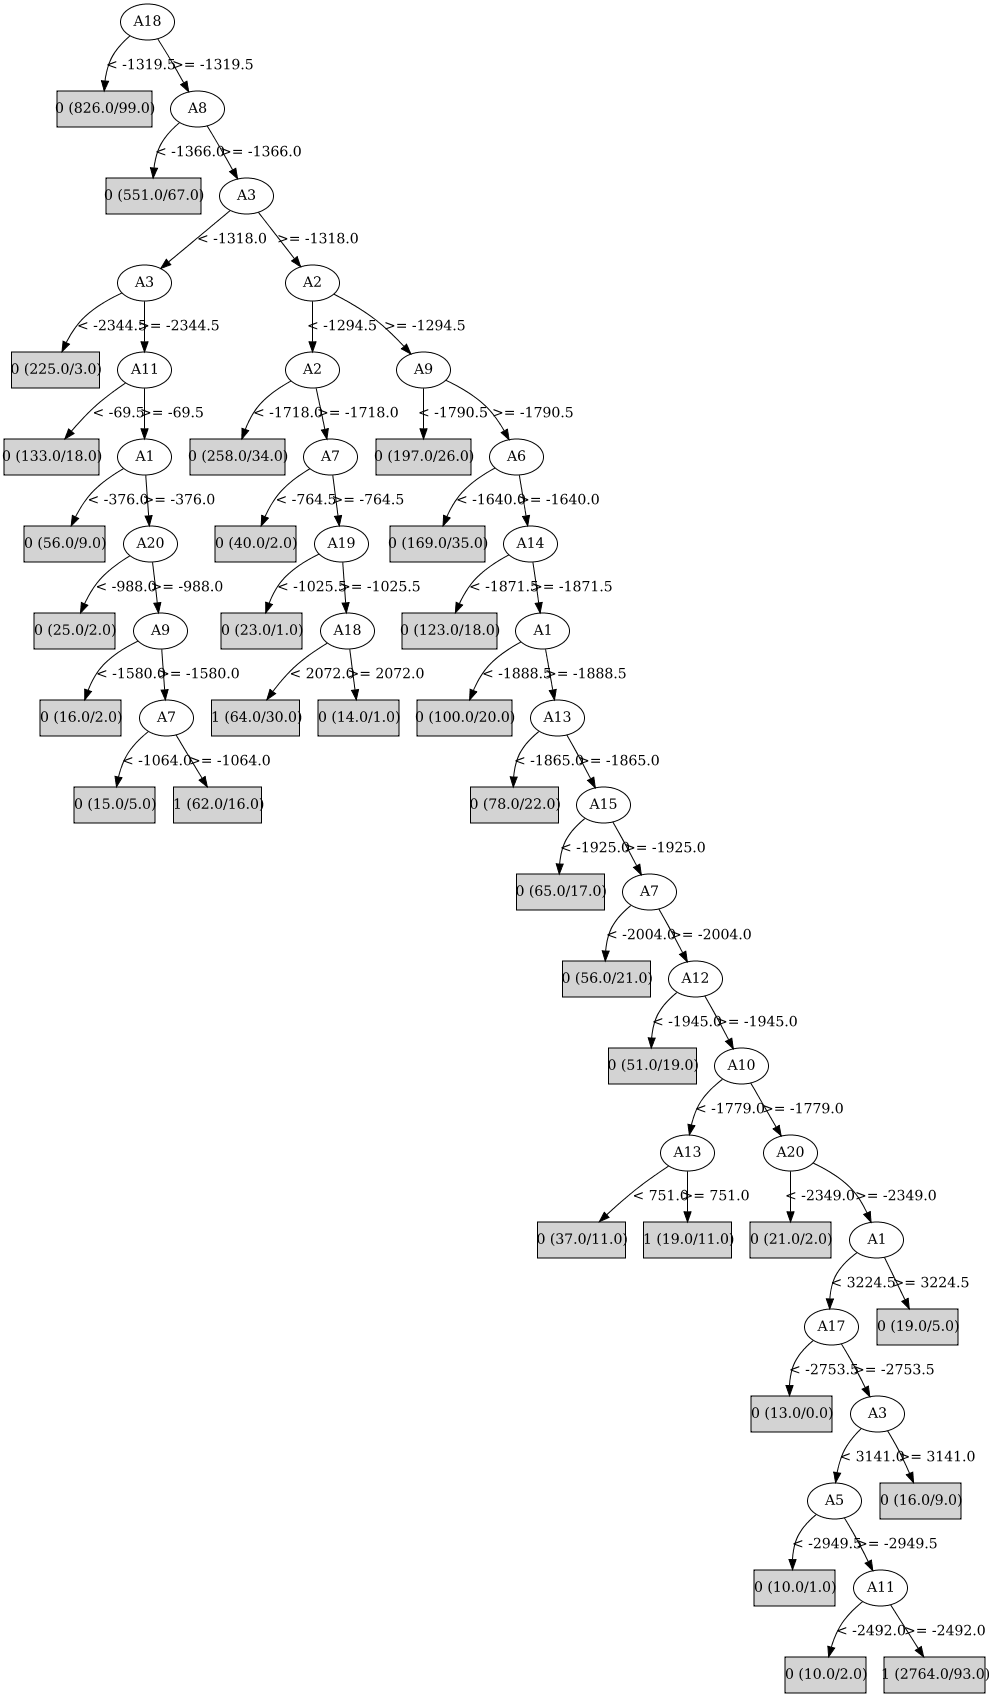 A18
< -1319.5 >= -1319.5
0 (826.0/99.0) A8
< -1366.0 >= -1366.0
0 (551.0/67.0) A3
< -1318.0 >= -1318.0
A3 A2
< -2344.5 >= -2344.5 < -1294.5 >= -1294.5
0 (225.0/3.0) A11 A2 A9
< -69.5 >= -69.5 < -1718.0 >= -1718.0 < -1790.5 >= -1790.5
0 (133.0/18.0) A1 0 (258.0/34.0) A7 0 (197.0/26.0) A6
< -376.0 >= -376.0 < -764.5 >= -764.5 < -1640.0 >= -1640.0
0 (56.0/9.0) A20 0 (40.0/2.0) A19 0 (169.0/35.0) A14
< -988.0 >= -988.0 < -1025.5 >= -1025.5 < -1871.5 >= -1871.5
0 (25.0/2.0) A9 0 (23.0/1.0) A18 0 (123.0/18.0) A1
< -1580.0 >= -1580.0 < 2072.0 >= 2072.0 < -1888.5 >= -1888.5
0 (16.0/2.0) A7 1 (64.0/30.0) 0 (14.0/1.0) 0 (100.0/20.0) A13
< -1064.0 >= -1064.0 < -1865.0 >= -1865.0
0 (15.0/5.0) 1 (62.0/16.0) 0 (78.0/22.0) A15
< -1925.0 >= -1925.0
0 (65.0/17.0) A7
< -2004.0 >= -2004.0
0 (56.0/21.0) A12
< -1945.0 >= -1945.0
0 (51.0/19.0) A10
< -1779.0 >= -1779.0
A13 A20
< 751.0 >= 751.0 < -2349.0 >= -2349.0
0 (37.0/11.0) 1 (19.0/11.0) 0 (21.0/2.0) A1
< 3224.5 >= 3224.5
A17 0 (19.0/5.0)
< -2753.5 >= -2753.5
0 (13.0/0.0) A3
< 3141.0 >= 3141.0
A5 0 (16.0/9.0)
< -2949.5 >= -2949.5
0 (10.0/1.0) A11
< -2492.0 >= -2492.0
0 (10.0/2.0) 1 (2764.0/93.0)